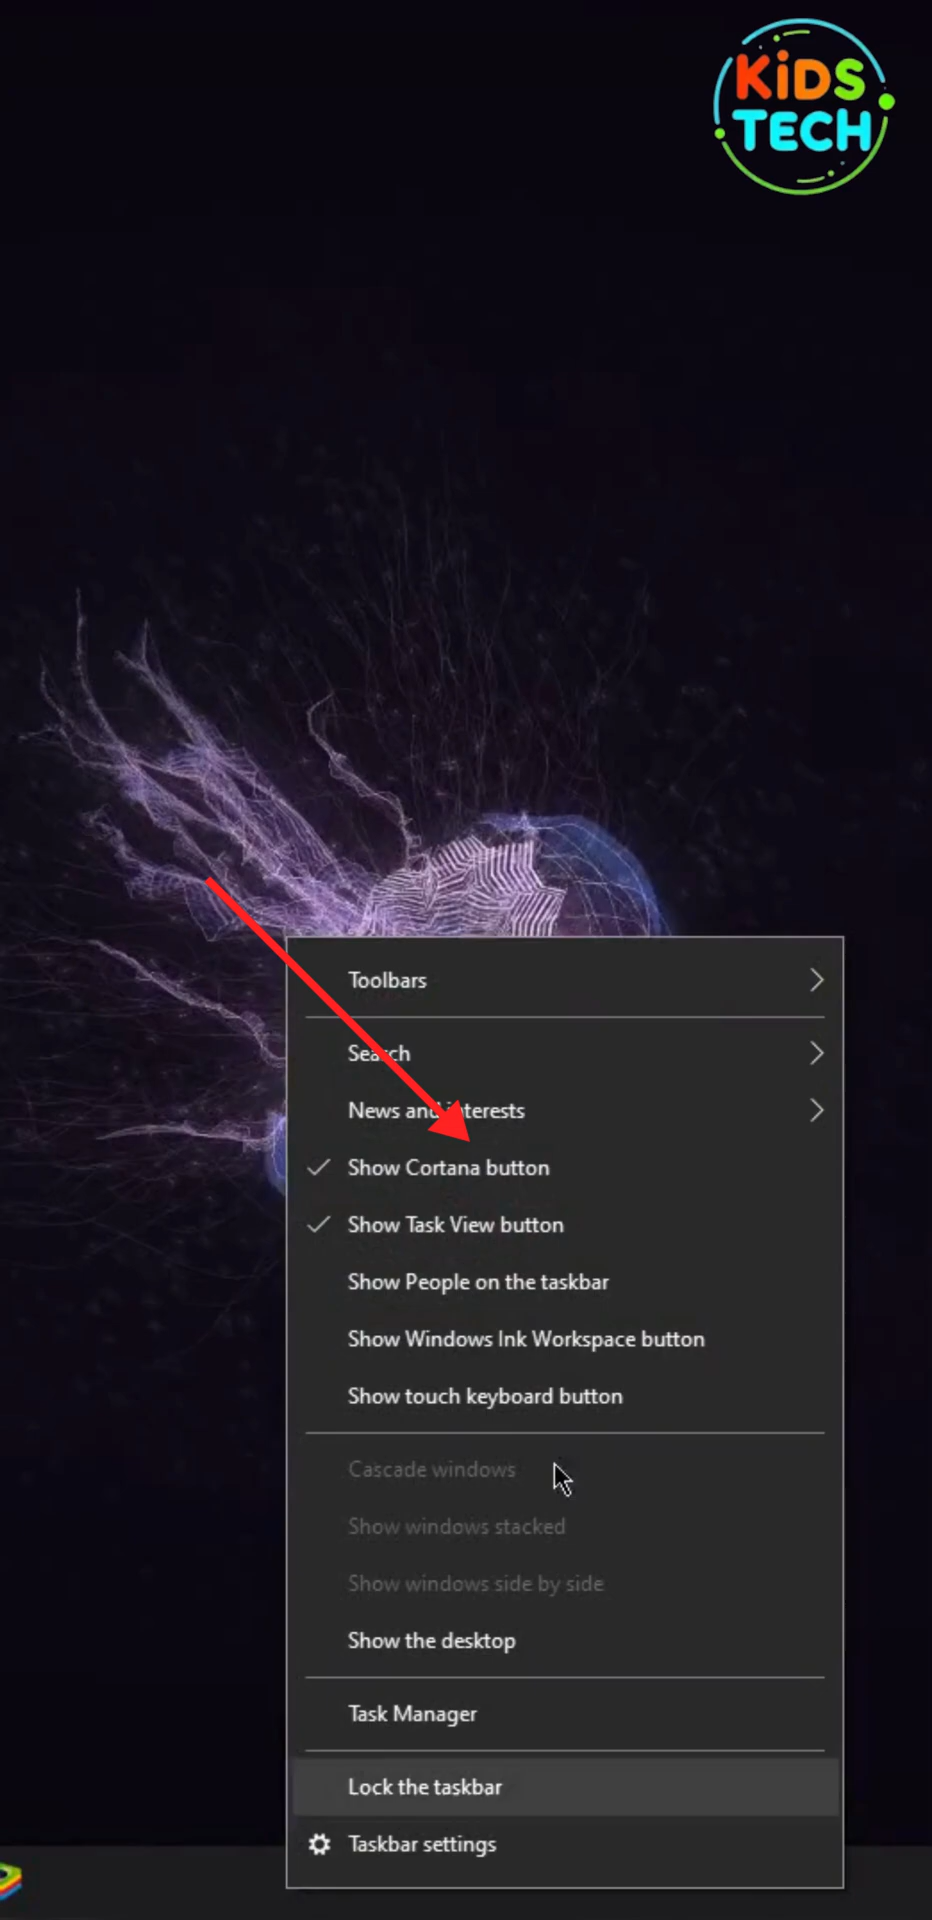 KiDS
TECH
Toolbars
Search
News and interests
Show Cortana button
Show Task View button
Show People on the taskbar
Show Windows Ink Workspace button
Show touch keyboard button
Cascade windows
Show windows stacked
Show windows side by side
Show the desktop
Task Manager
Lock the taskbar
Taskbar settings